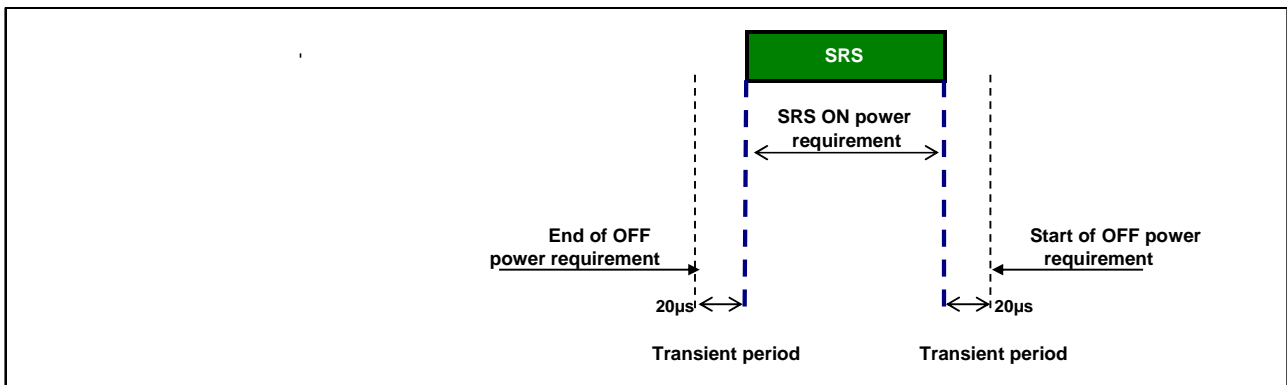 SRS
SRS ON power
requirement
End of OFF
power requirement
Start of OFF power
requirement
20µs
20µs
Transient period
Transient period